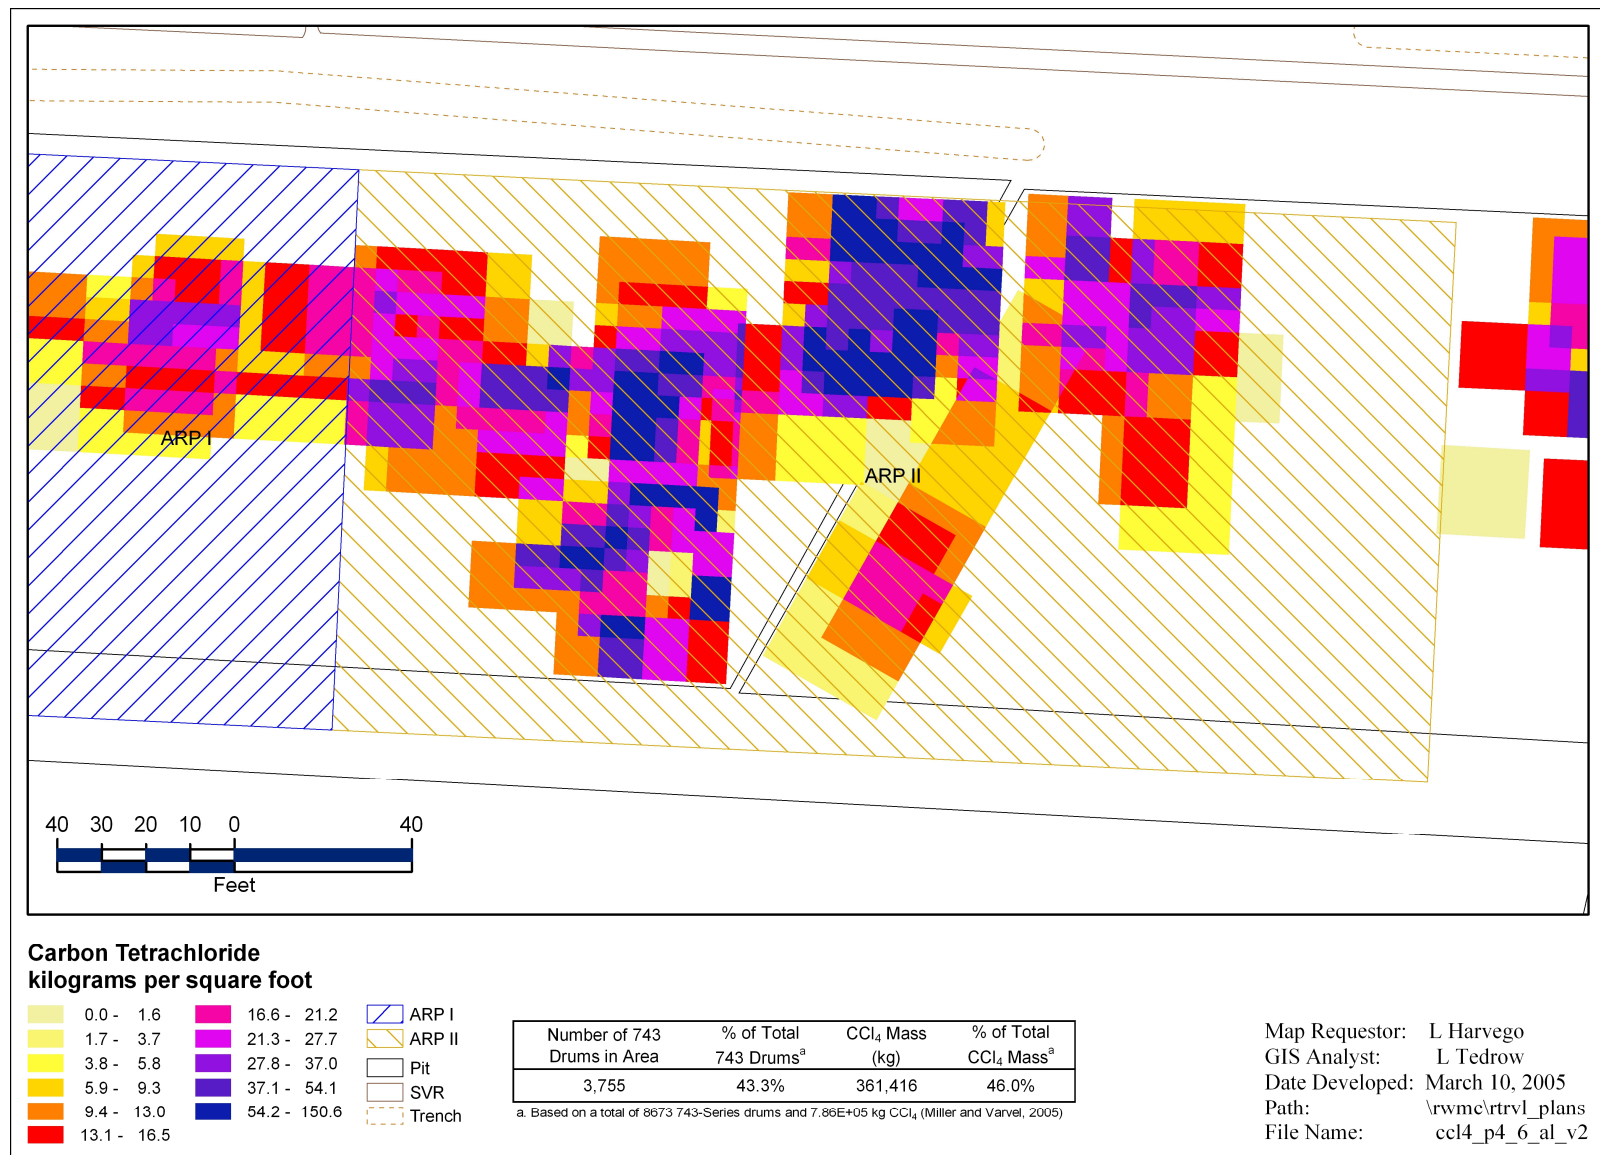 ARP I
ARP II
40 30 20 10 0 40
Feet
Carbon Tetrachloride
kilograms per square foot
0.0 - 1.6
1.7 - 3.7
3.8 - 5.8
5.9 - 9.3
9.4 - 13.0
13.1 - 16.5
16.6 - 21.2
21.3 - 27.7
27.8 - 37.0
37.1 - 54.1
54.2 - 150.6
ARP I
ARP II
Pit
SVR
Trench
Number of 743 % of Total CCl₄ Mass % of Total
Drums in Area 743 Drumsᵃ (kg) CCl₄ Massᵃ
3,755 43.3% 361,416 46.0%
a. Based on a total of 8673 743-Series drums and 7.86E+05 kg CCl₄ (Miller and Varvel, 2005)
Map Requestor: L Harvego
GIS Analyst: L Tedrow
Date Developed: March 10, 2005
Path: \rwmc\rtrvl_plans
File Name: ccl4_p4_6_al_v2